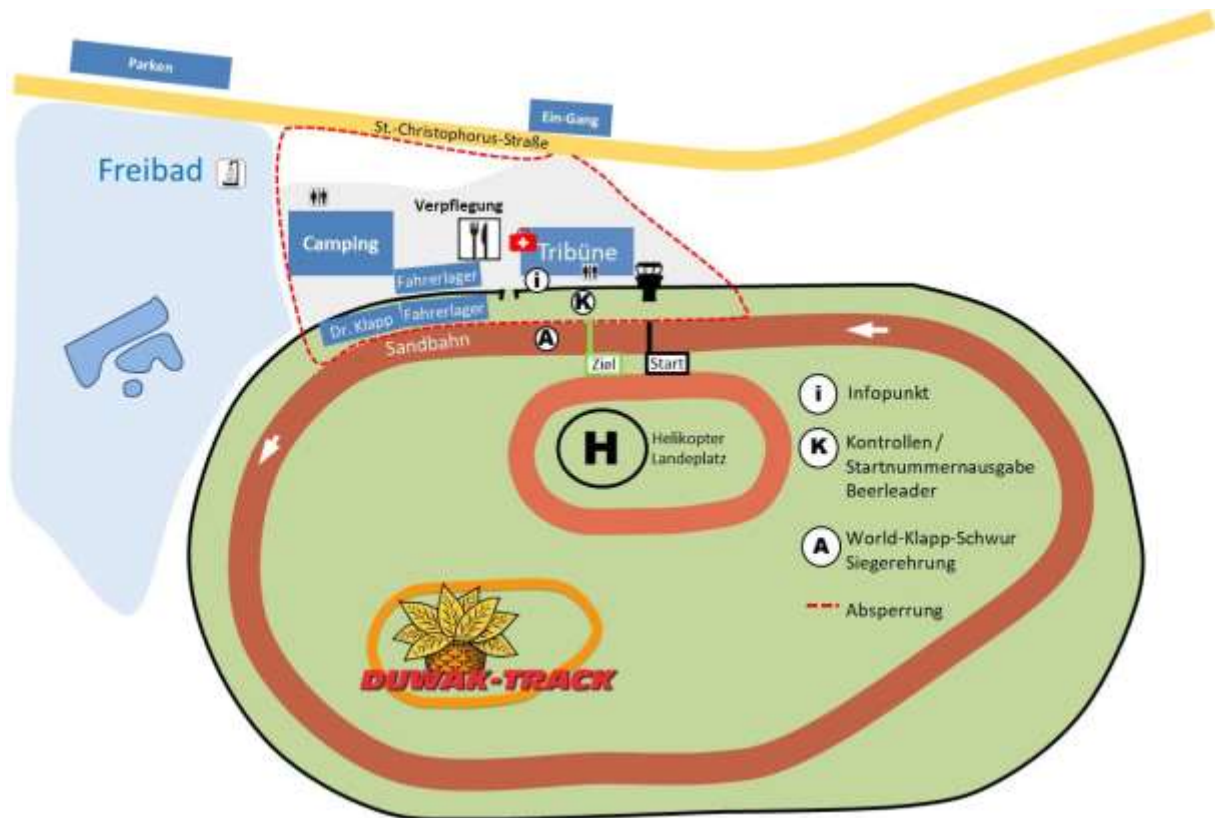 Parken
Ein-Gang
St.-Christophorus-Straße
Freibad
Verpflegung
Camping
Tribüne
Fahrerlager
i
K
Dr. Klapp
Fahrerlager
Sandbahn
A
Ziel
Start
H
Helikopter
Landeplatz
i Infopunkt
K Kontrollen /
Startnummernausgabe
Beerleader
A World-Klapp-Schwur
Siegerehrung
Absperrung
DUWAK-TRACK